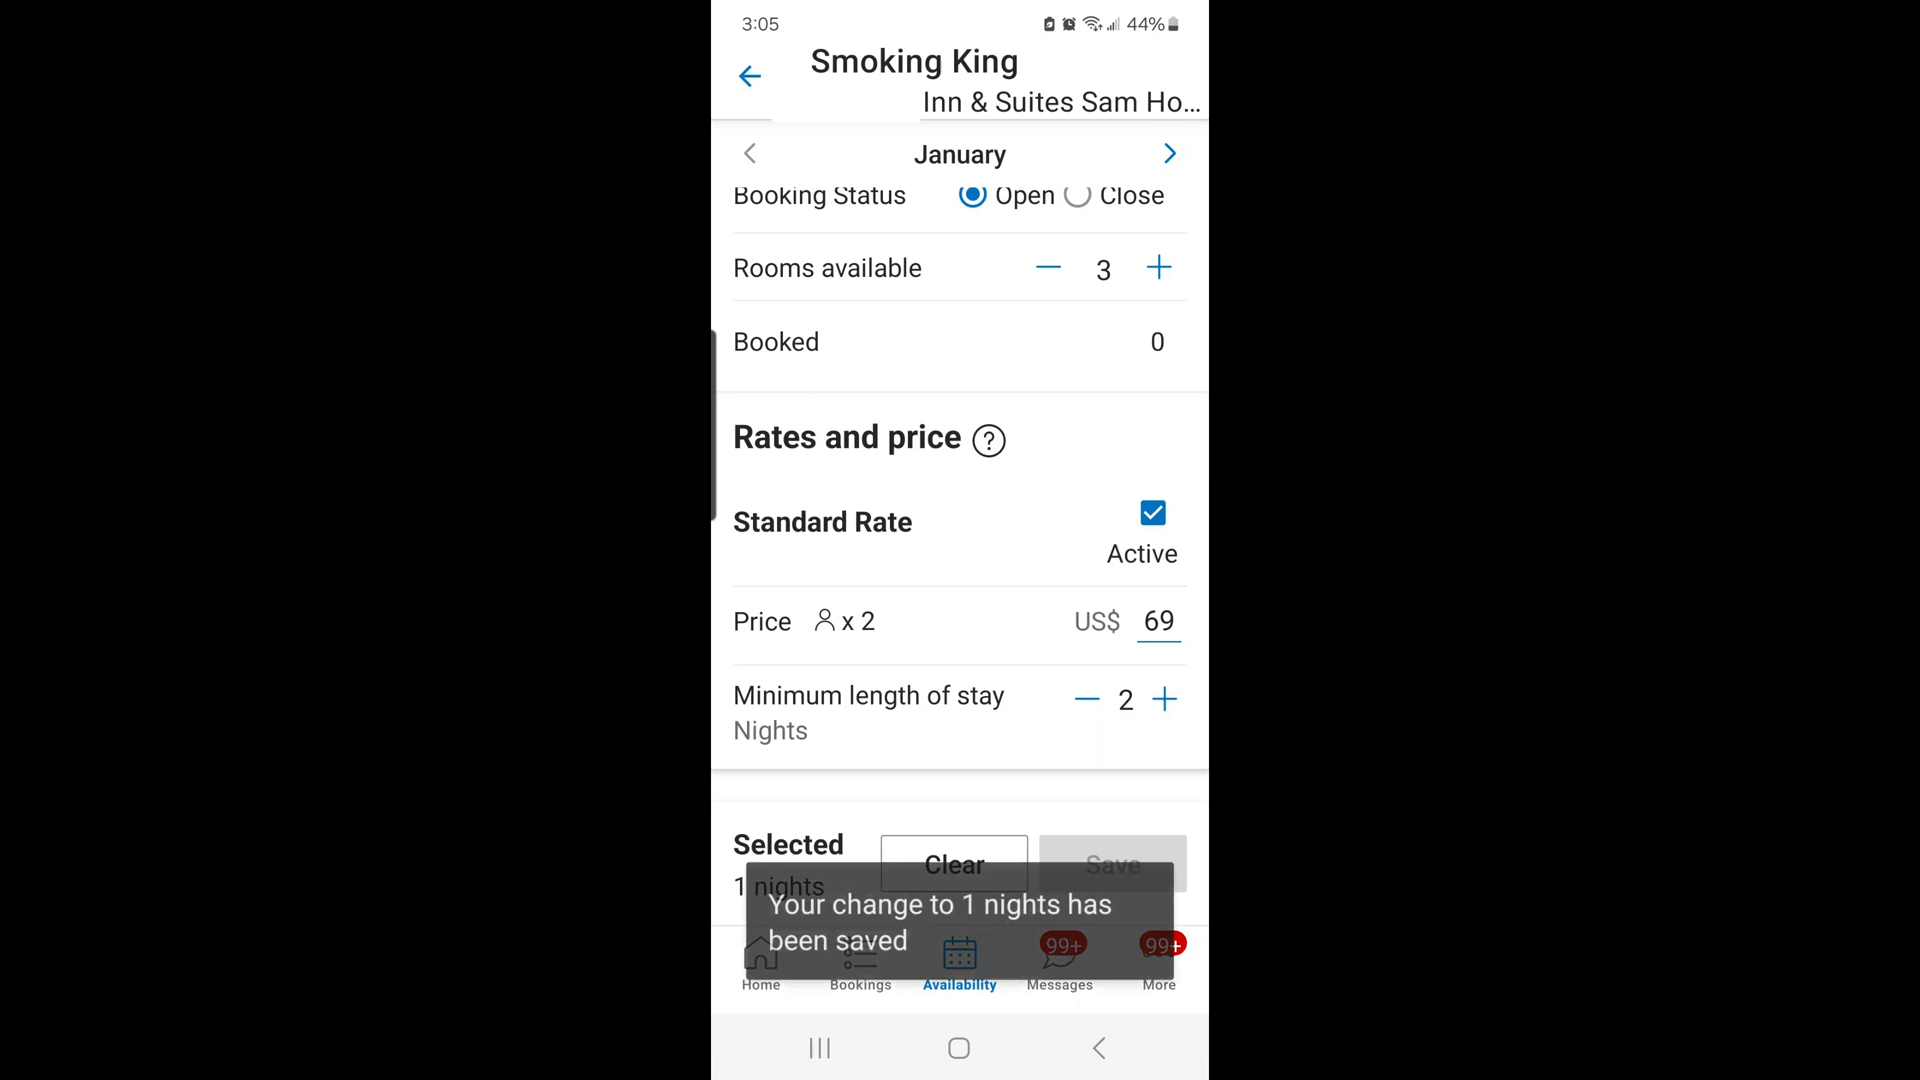 3:05
44%
Smoking King
Inn & Suites Sam Ho...
January
Booking Status Open Close
Rooms available 3
Booked 0
Rates and price ?
Standard Rate
Active
Price x 2 US$ 69
Minimum length of stay 2
Nights
Selected
1 nights
Clear Save
Your change to 1 nights has
been saved
99+ 99+
Home Bookings Availability Messages More